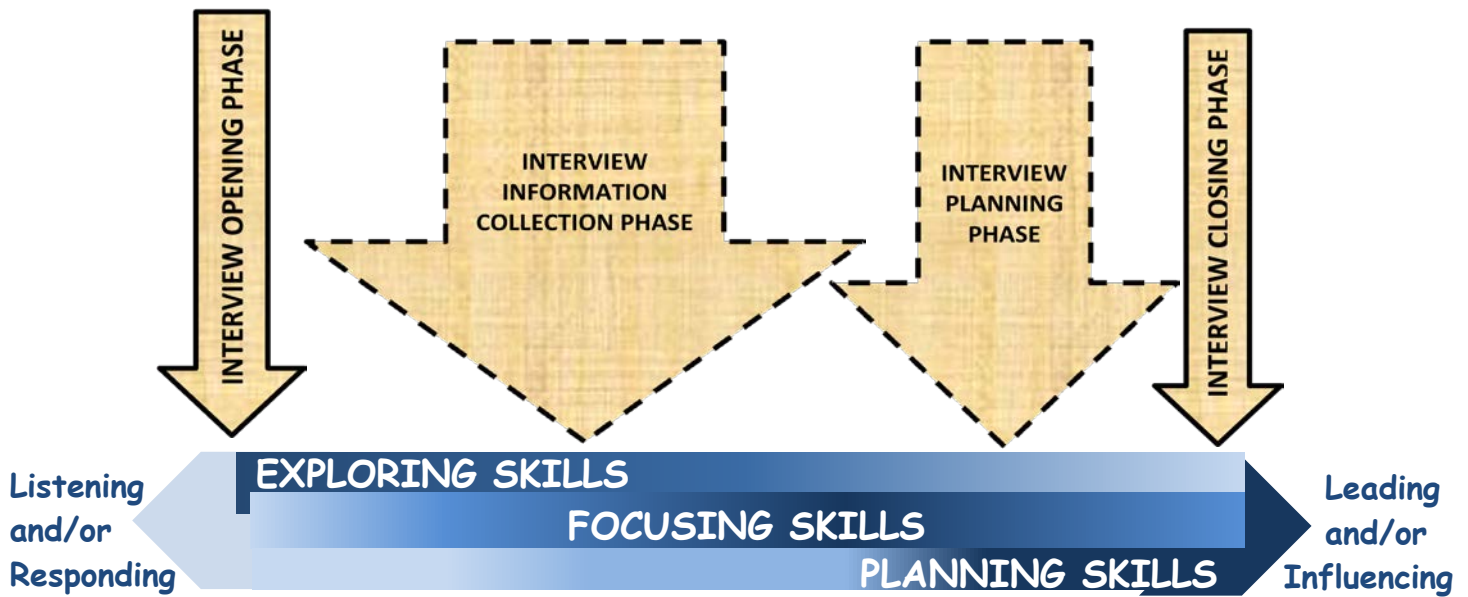 INTERVIEW OPENING PHASE
INTERVIEW
INFORMATION
COLLECTION PHASE
INTERVIEW
PLANNING
PHASE
INTERVIEW CLOSING PHASE
Listening
and/or
Responding
EXPLORING SKILLS
FOCUSING SKILLS
PLANNING SKILLS
Leading
and/or
Influencing